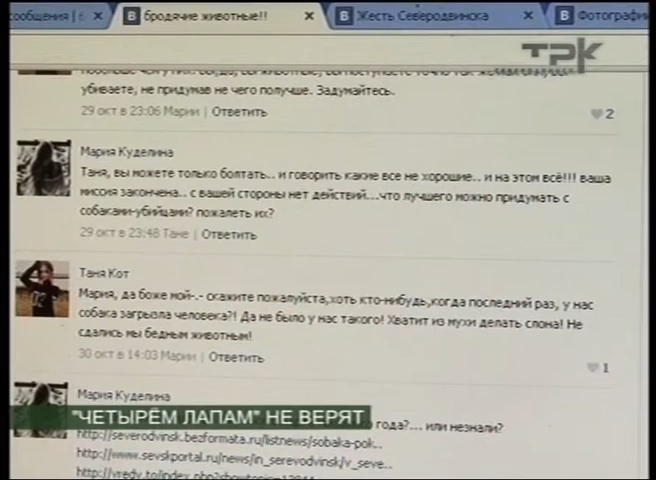 сообщения | 6
бродячие животные!!
Жесть Северодвинска
Фотографии
ТРК
убиваете, не придумав не чего получше. Задумайтесь.
29 окт в 23:06 Марии | Ответить
2
Мария Куделина
Таня, вы можете только болтать.. и говорить какие все не хорошие.. и на этом всё!!! ваша
миссия закончена.. с вашей стороны нет действий...что лучшего можно придумать с
собаками-убийцами? пожалеть их?
29 окт в 23:48 Тане | Ответить
Таня Кот
Мария, да боже мой-.- скажите пожалуйста,хоть кто-нибудь,когда последний раз, у нас
собака загрызла человека?! Да не было у нас такого! Хватит из мухи делать слона! Не
сдались мы бедным животным!
30 окт в 14:03 Марии | Ответить
1
Мария Куделина
года?... или незнали?
"ЧЕТЫРЁМ ЛАПАМ" НЕ ВЕРЯТ
http://severodvinsk.bezformata.ru/listnews/sobaka-pok..
http://www.sevskportal.ru/news/in_serevodvinsk/v_seve..